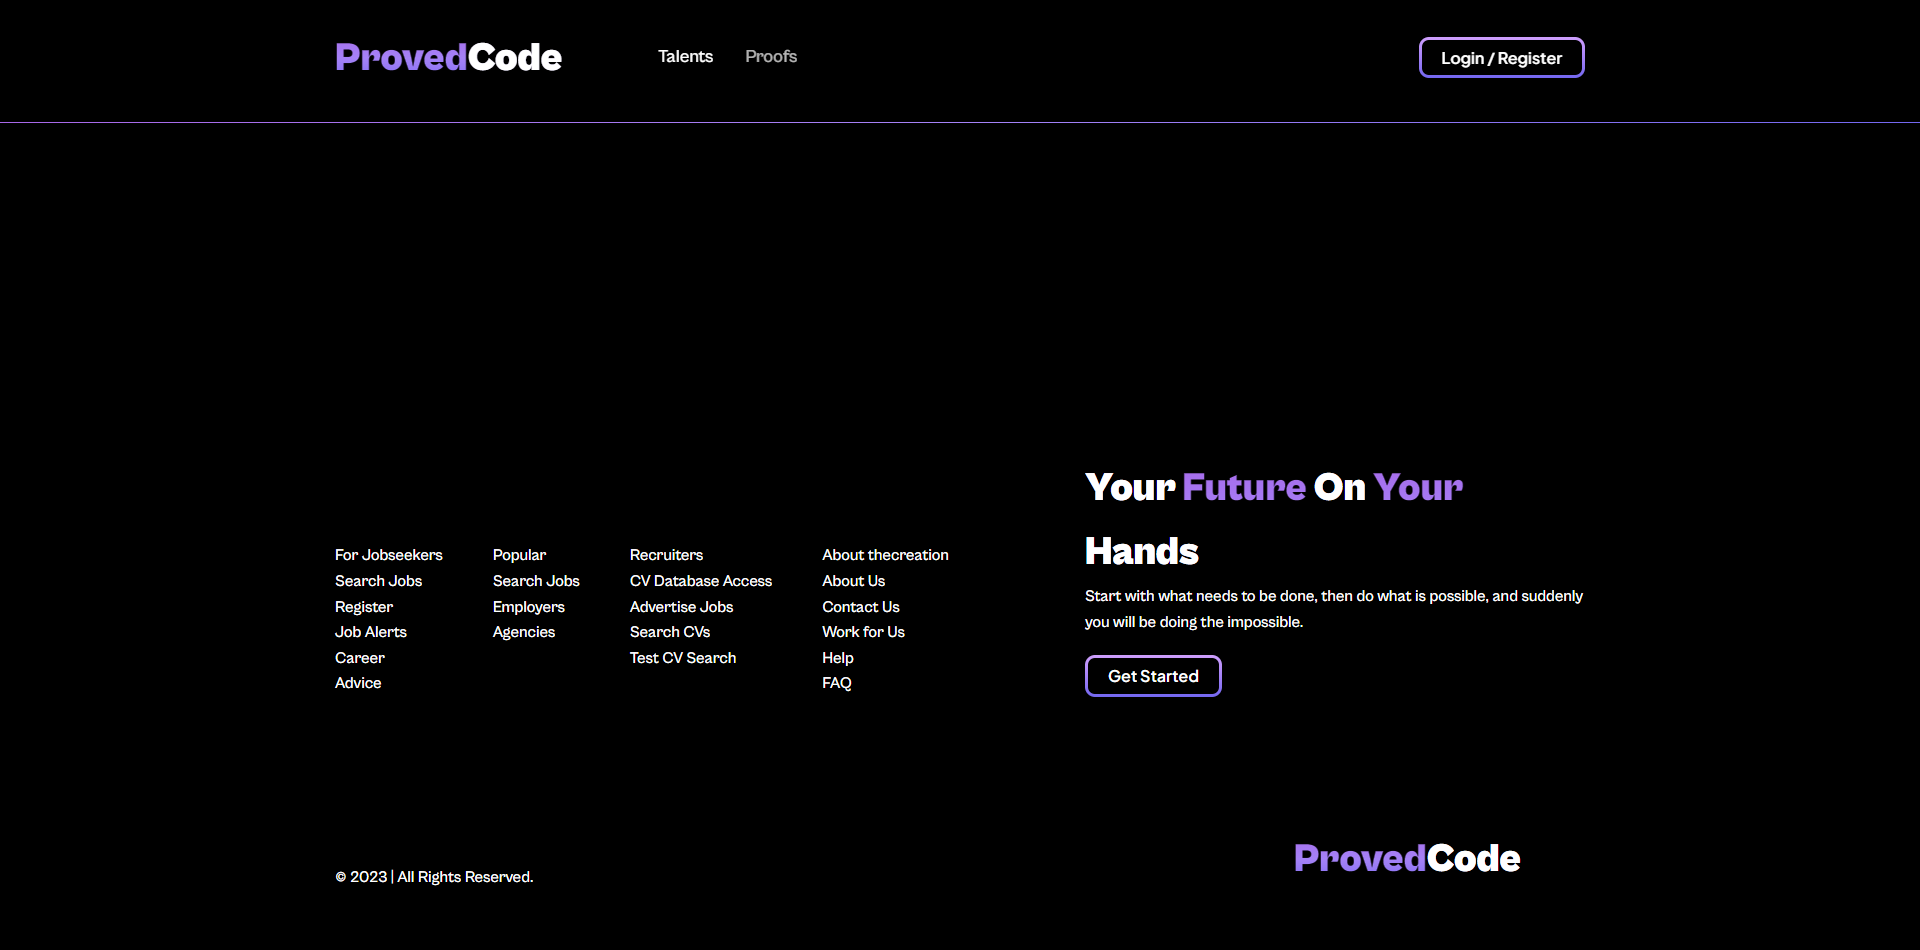 ProvedCode
Talents
Proofs
Login / Register
For Jobseekers
Search Jobs
Register
Job Alerts
Career
Advice
Popular
Search Jobs
Employers
Agencies
Recruiters
CV Database Access
Advertise Jobs
Search CVs
Test CV Search
About thecreation
About Us
Contact Us
Work for Us
Help
FAQ
Your Future On Your
Hands
Start with what needs to be done, then do what is possible, and suddenly
you will be doing the impossible.
Get Started
© 2023 | All Rights Reserved.
ProvedCode